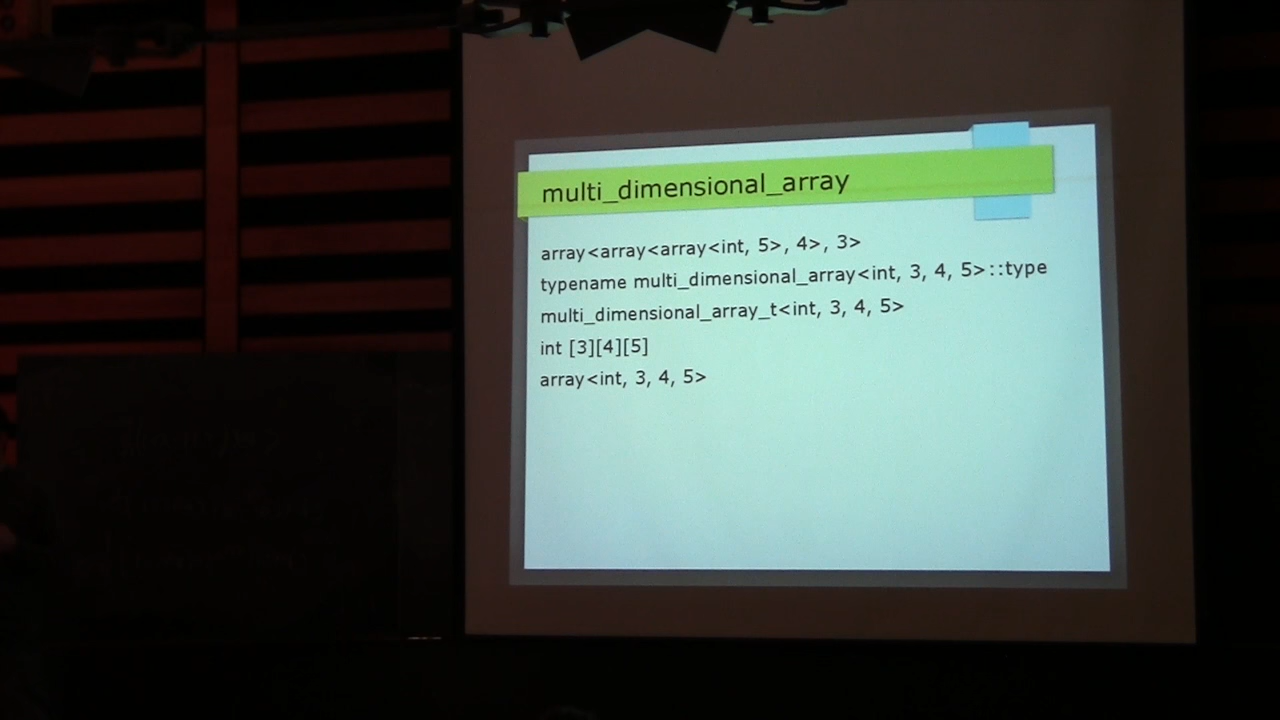 multi_dimensional_array
array<array<array<int, 5>, 4>, 3>
typename multi_dimensional_array<int, 3, 4, 5>::type
multi_dimensional_array_t<int, 3, 4, 5>
int [3][4][5]
array<int, 3, 4, 5>